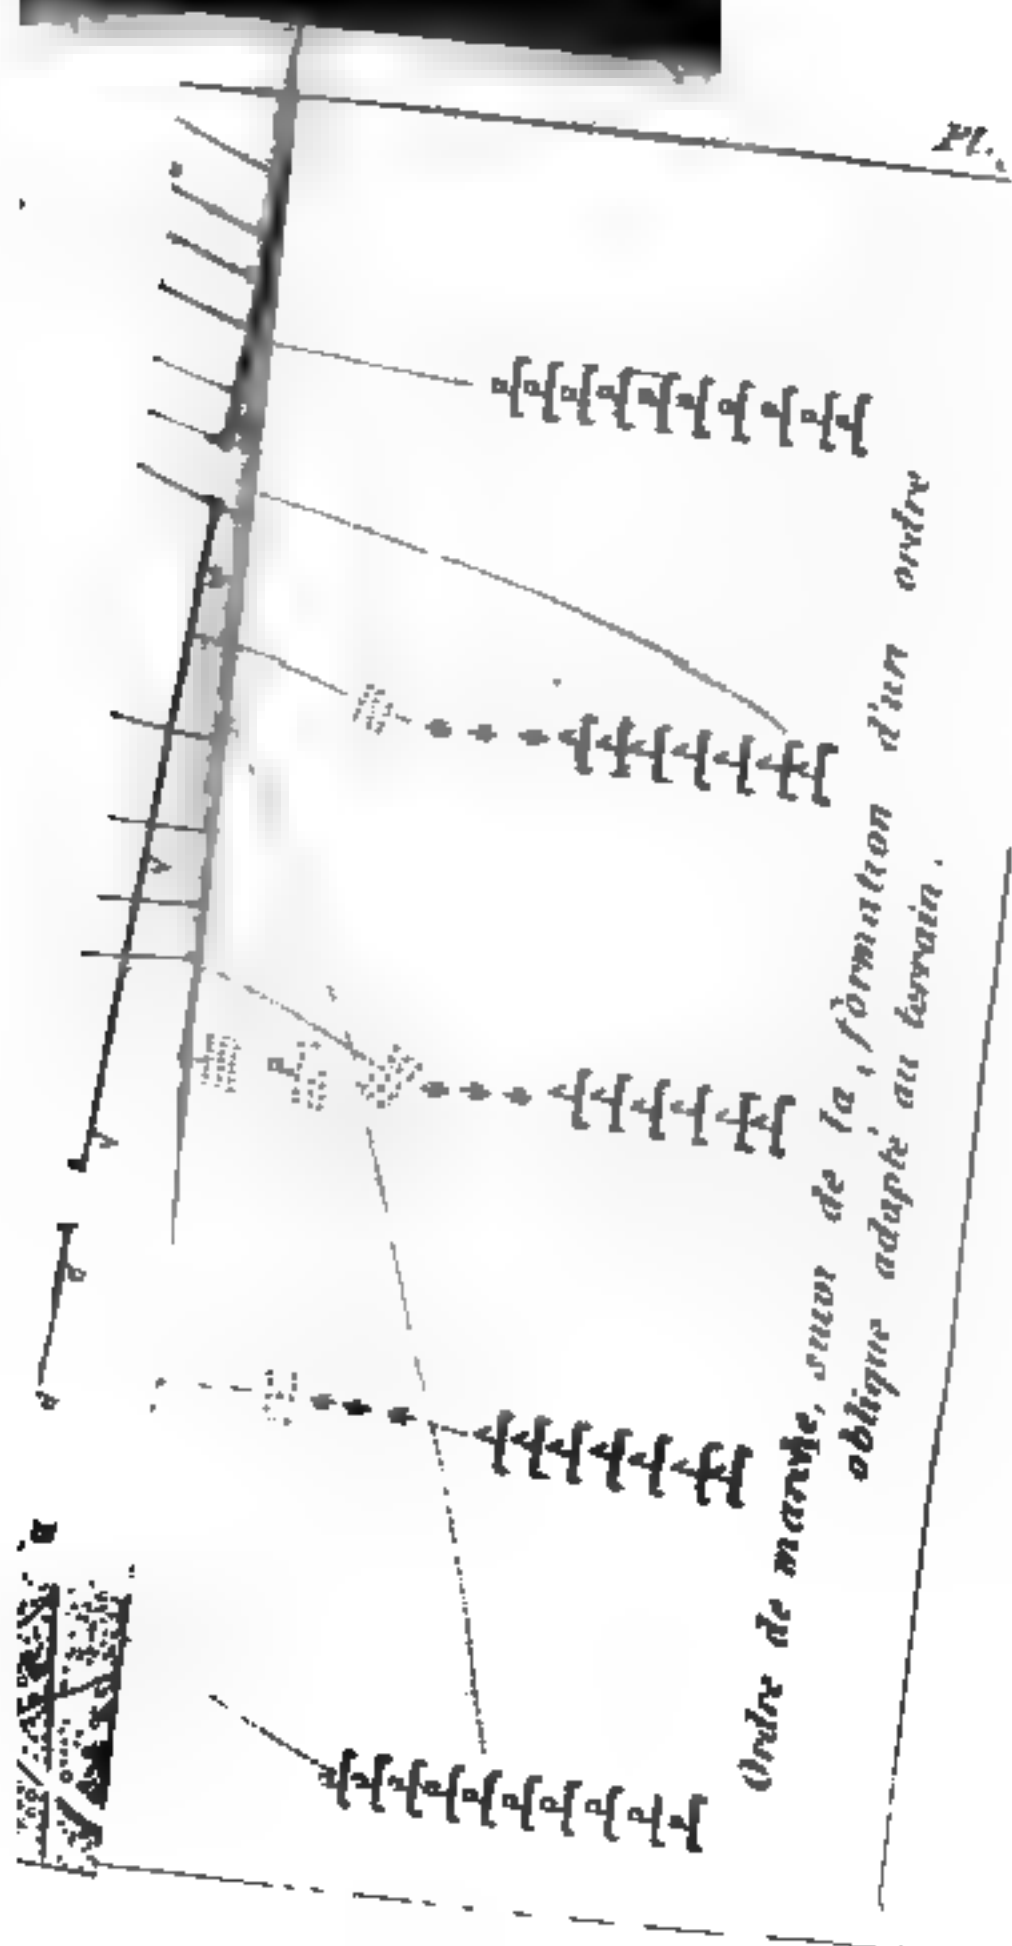 Pl.
Ordre de marche, suivi de la formation d'un ordre
oblique adapté au terrain.